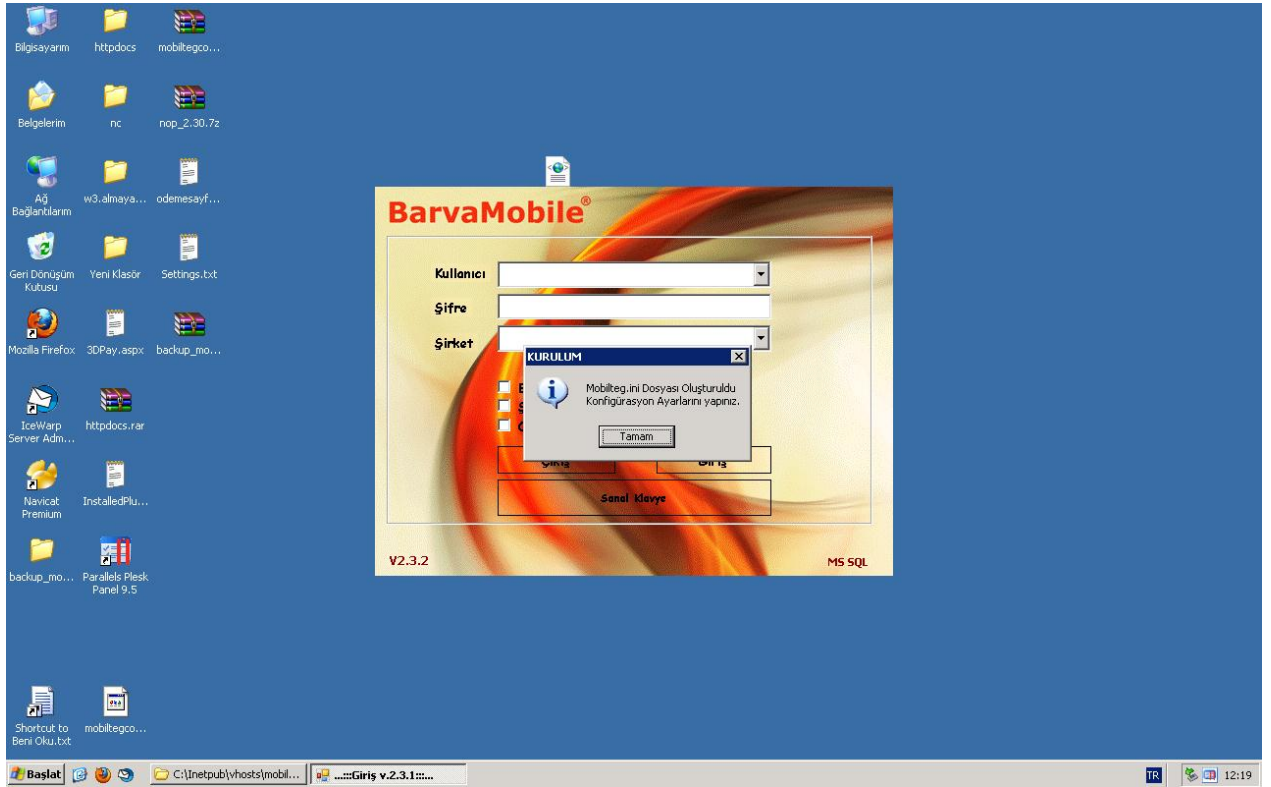 Bilgisayarım
httpdocs
mobiltegco...
Belgelerim
nc
nop_2.30.7z
Ağ Bağlantılarım
w3.almaya...
odemesayf...
Geri Dönüşüm Kutusu
Yeni Klasör
Settings.txt
Mozilla Firefox
3DPay.aspx
backup_mo...
IceWarp Server Adm...
httpdocs.rar
Navicat Premium
InstalledPlu...
backup_mo...
Parallels Plesk Panel 9.5
Shortcut to Beni Oku.txt
mobiltegco...
BarvaMobile®
Kullanıcı
Şifre
Şirket
KURULUM
Mobilteg.ini Dosyası Oluşturuldu
Konfigürasyon Ayarlarını yapınız.
Tamam
Çıkış
Giriş
Sanal Klavye
V2.3.2
MS SQL
Başlat
C:\Inetpub\vhosts\mobil...
...:::Giriş v.2.3.1:::...
TR
12:19